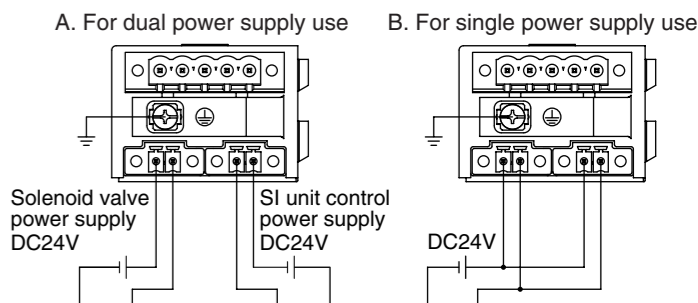 A. For dual power supply use
B. For single power supply use
Solenoid valve
power supply
DC24V
SI unit control
power supply
DC24V
DC24V